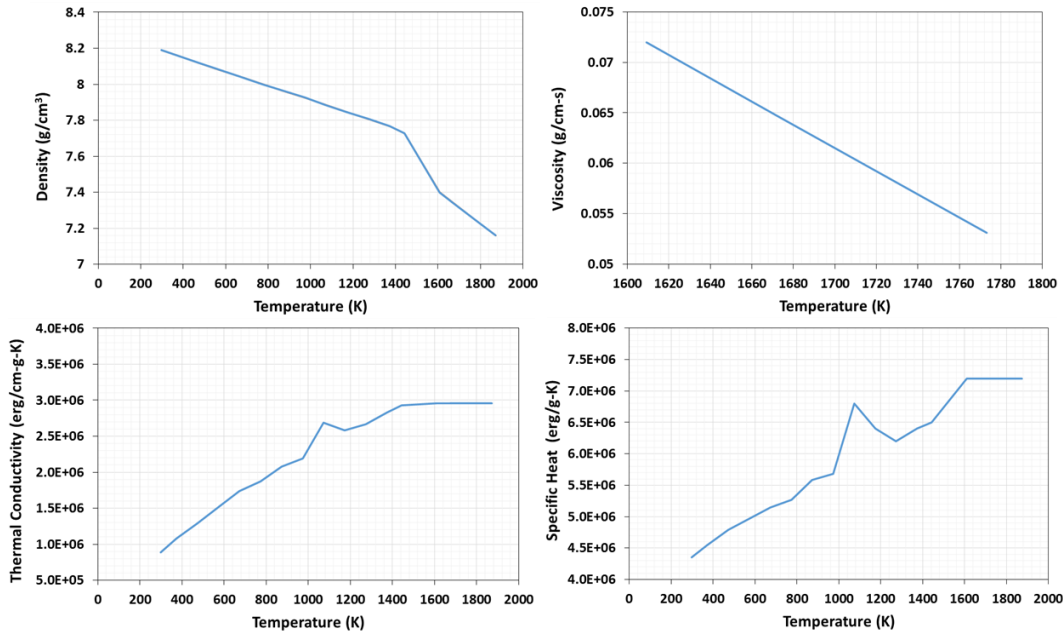 8.4
8.2
8
7.8
7.6
7.4
7.2
7
0 200 400 600 800 1000 1200 1400 1600 1800 2000
Density (g/cm³)
Temperature (K)
0.075
0.07
0.065
0.06
0.055
0.05
1600 1620 1640 1660 1680 1700 1720 1740 1760 1780 1800
Viscosity (g/cm-s)
Temperature (K)
4.0E+06
3.5E+06
3.0E+06
2.5E+06
2.0E+06
1.5E+06
1.0E+06
5.0E+05
0 200 400 600 800 1000 1200 1400 1600 1800 2000
Thermal Conductivity (erg/cm-g-K)
Temperature (K)
8.0E+06
7.5E+06
7.0E+06
6.5E+06
6.0E+06
5.5E+06
5.0E+06
4.5E+06
4.0E+06
0 200 400 600 800 1000 1200 1400 1600 1800 2000
Specific Heat (erg/g-K)
Temperature (K)